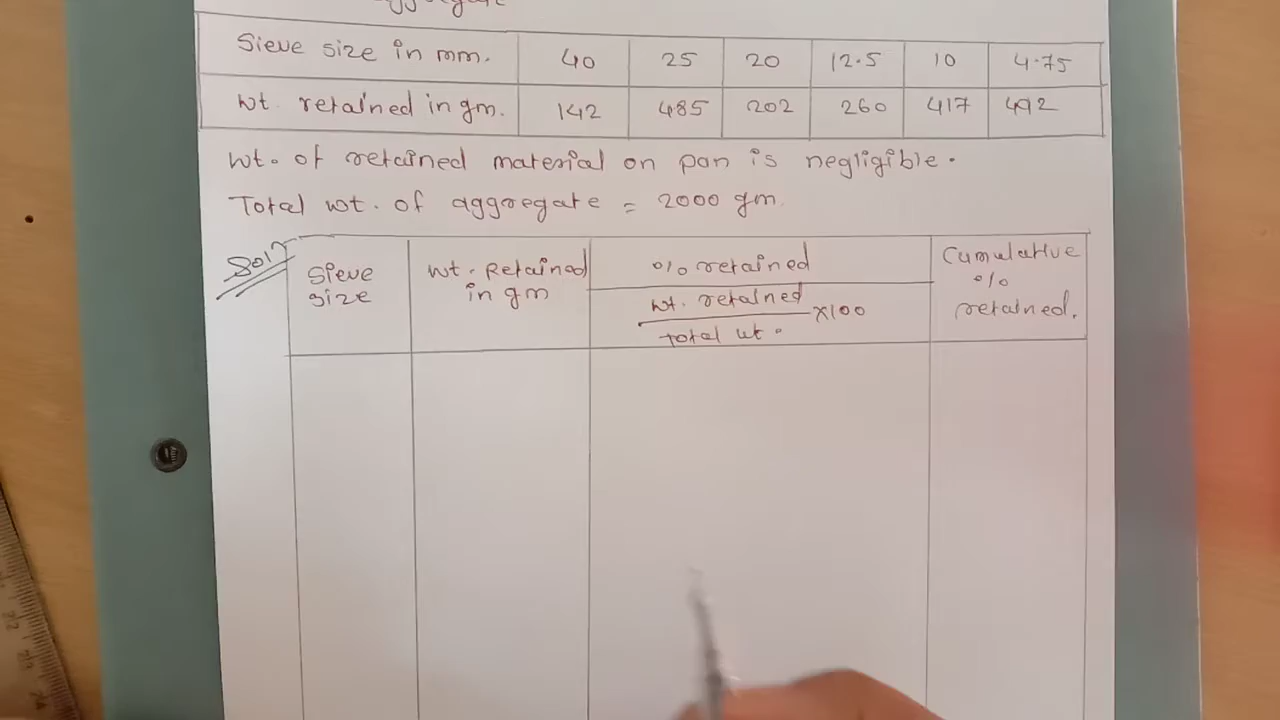 Sieve size in mm. 40 25 20 12.5 10 4.75
wt. retained in gm. 142 485 202 260 417 492
wt. of retained material on pan is negligible.
Total wt. of aggregate = 2000 gm.
Soln
Sieve size
wt. Retained in gm
% retained
wt. retained
total wt. ×100
Cumulative
%
retained.